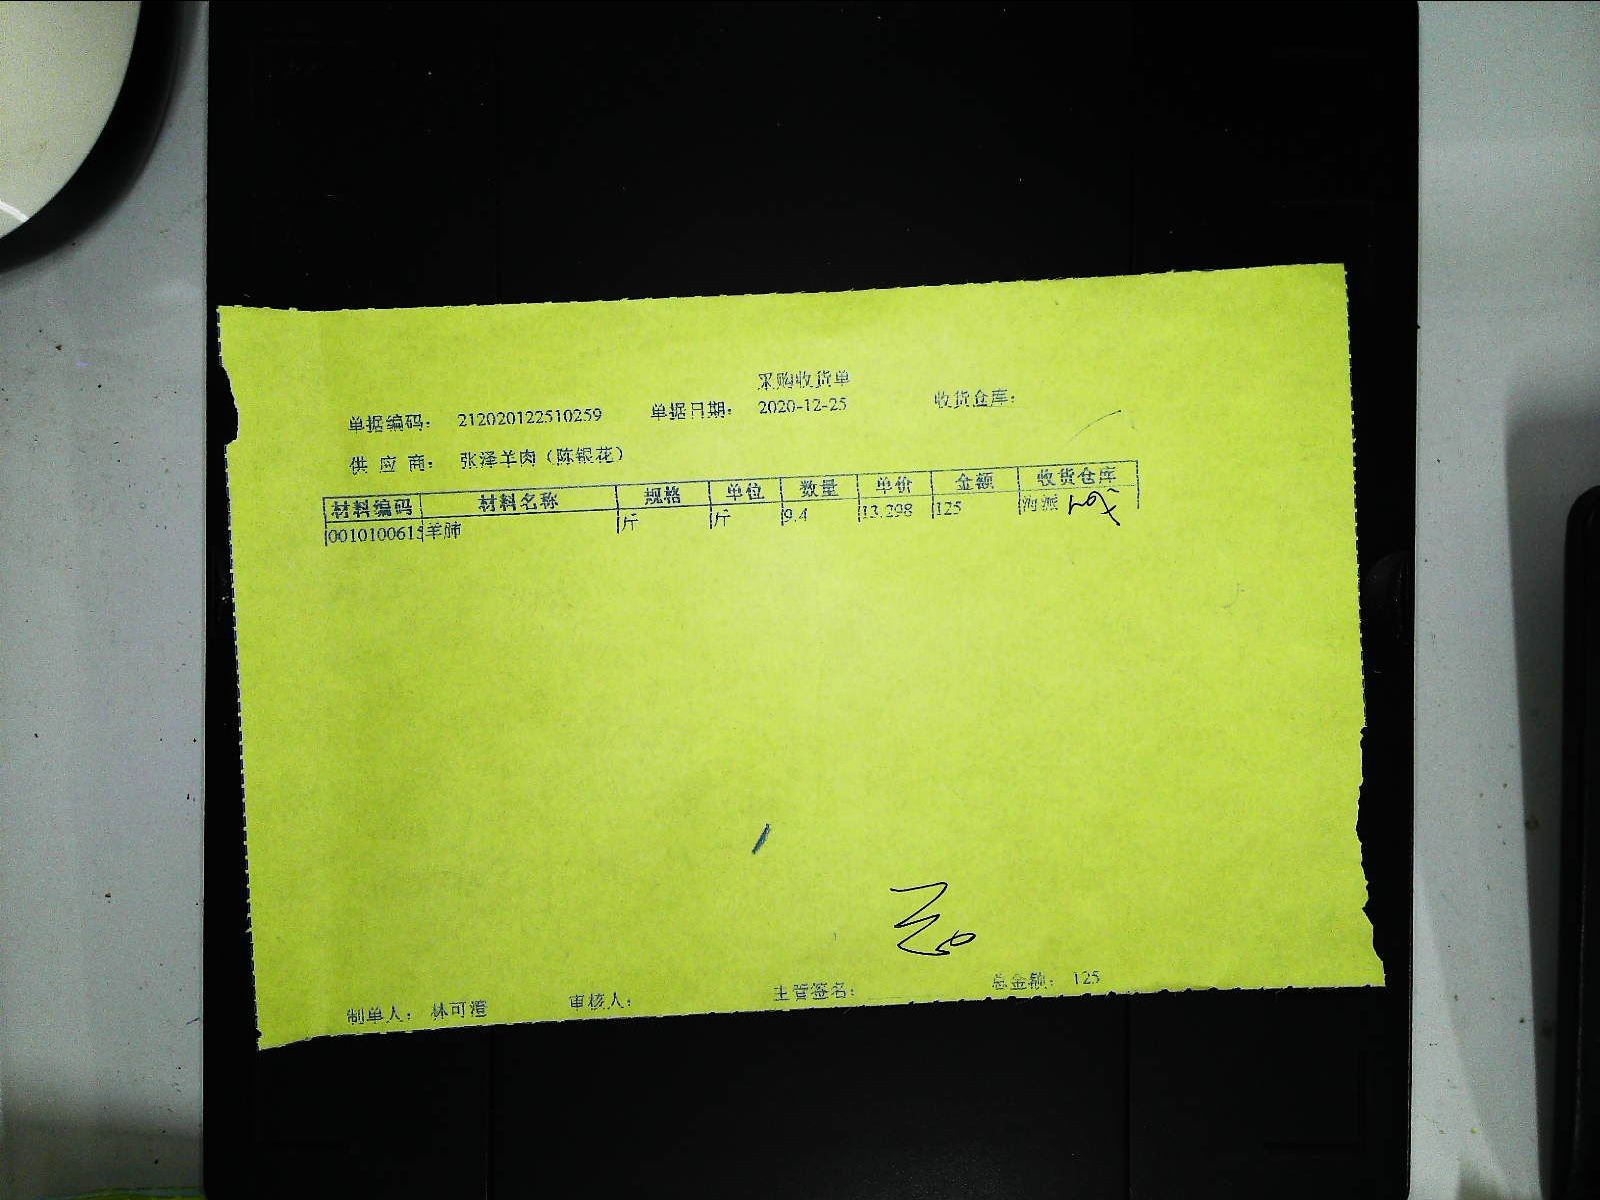 采购收货单
单据编码： 212020122510259 单据日期： 2020-12-25 收货仓库：
供 应 商： 张泽羊肉（陈银花）
材料编码 材料名称 规格 单位 数量 单价 金额 收货仓库
0010100615 羊肺 斤 斤 9.4 13.298 125 海派
制单人： 林可澄 审核人： 主管签名： 总金额： 125